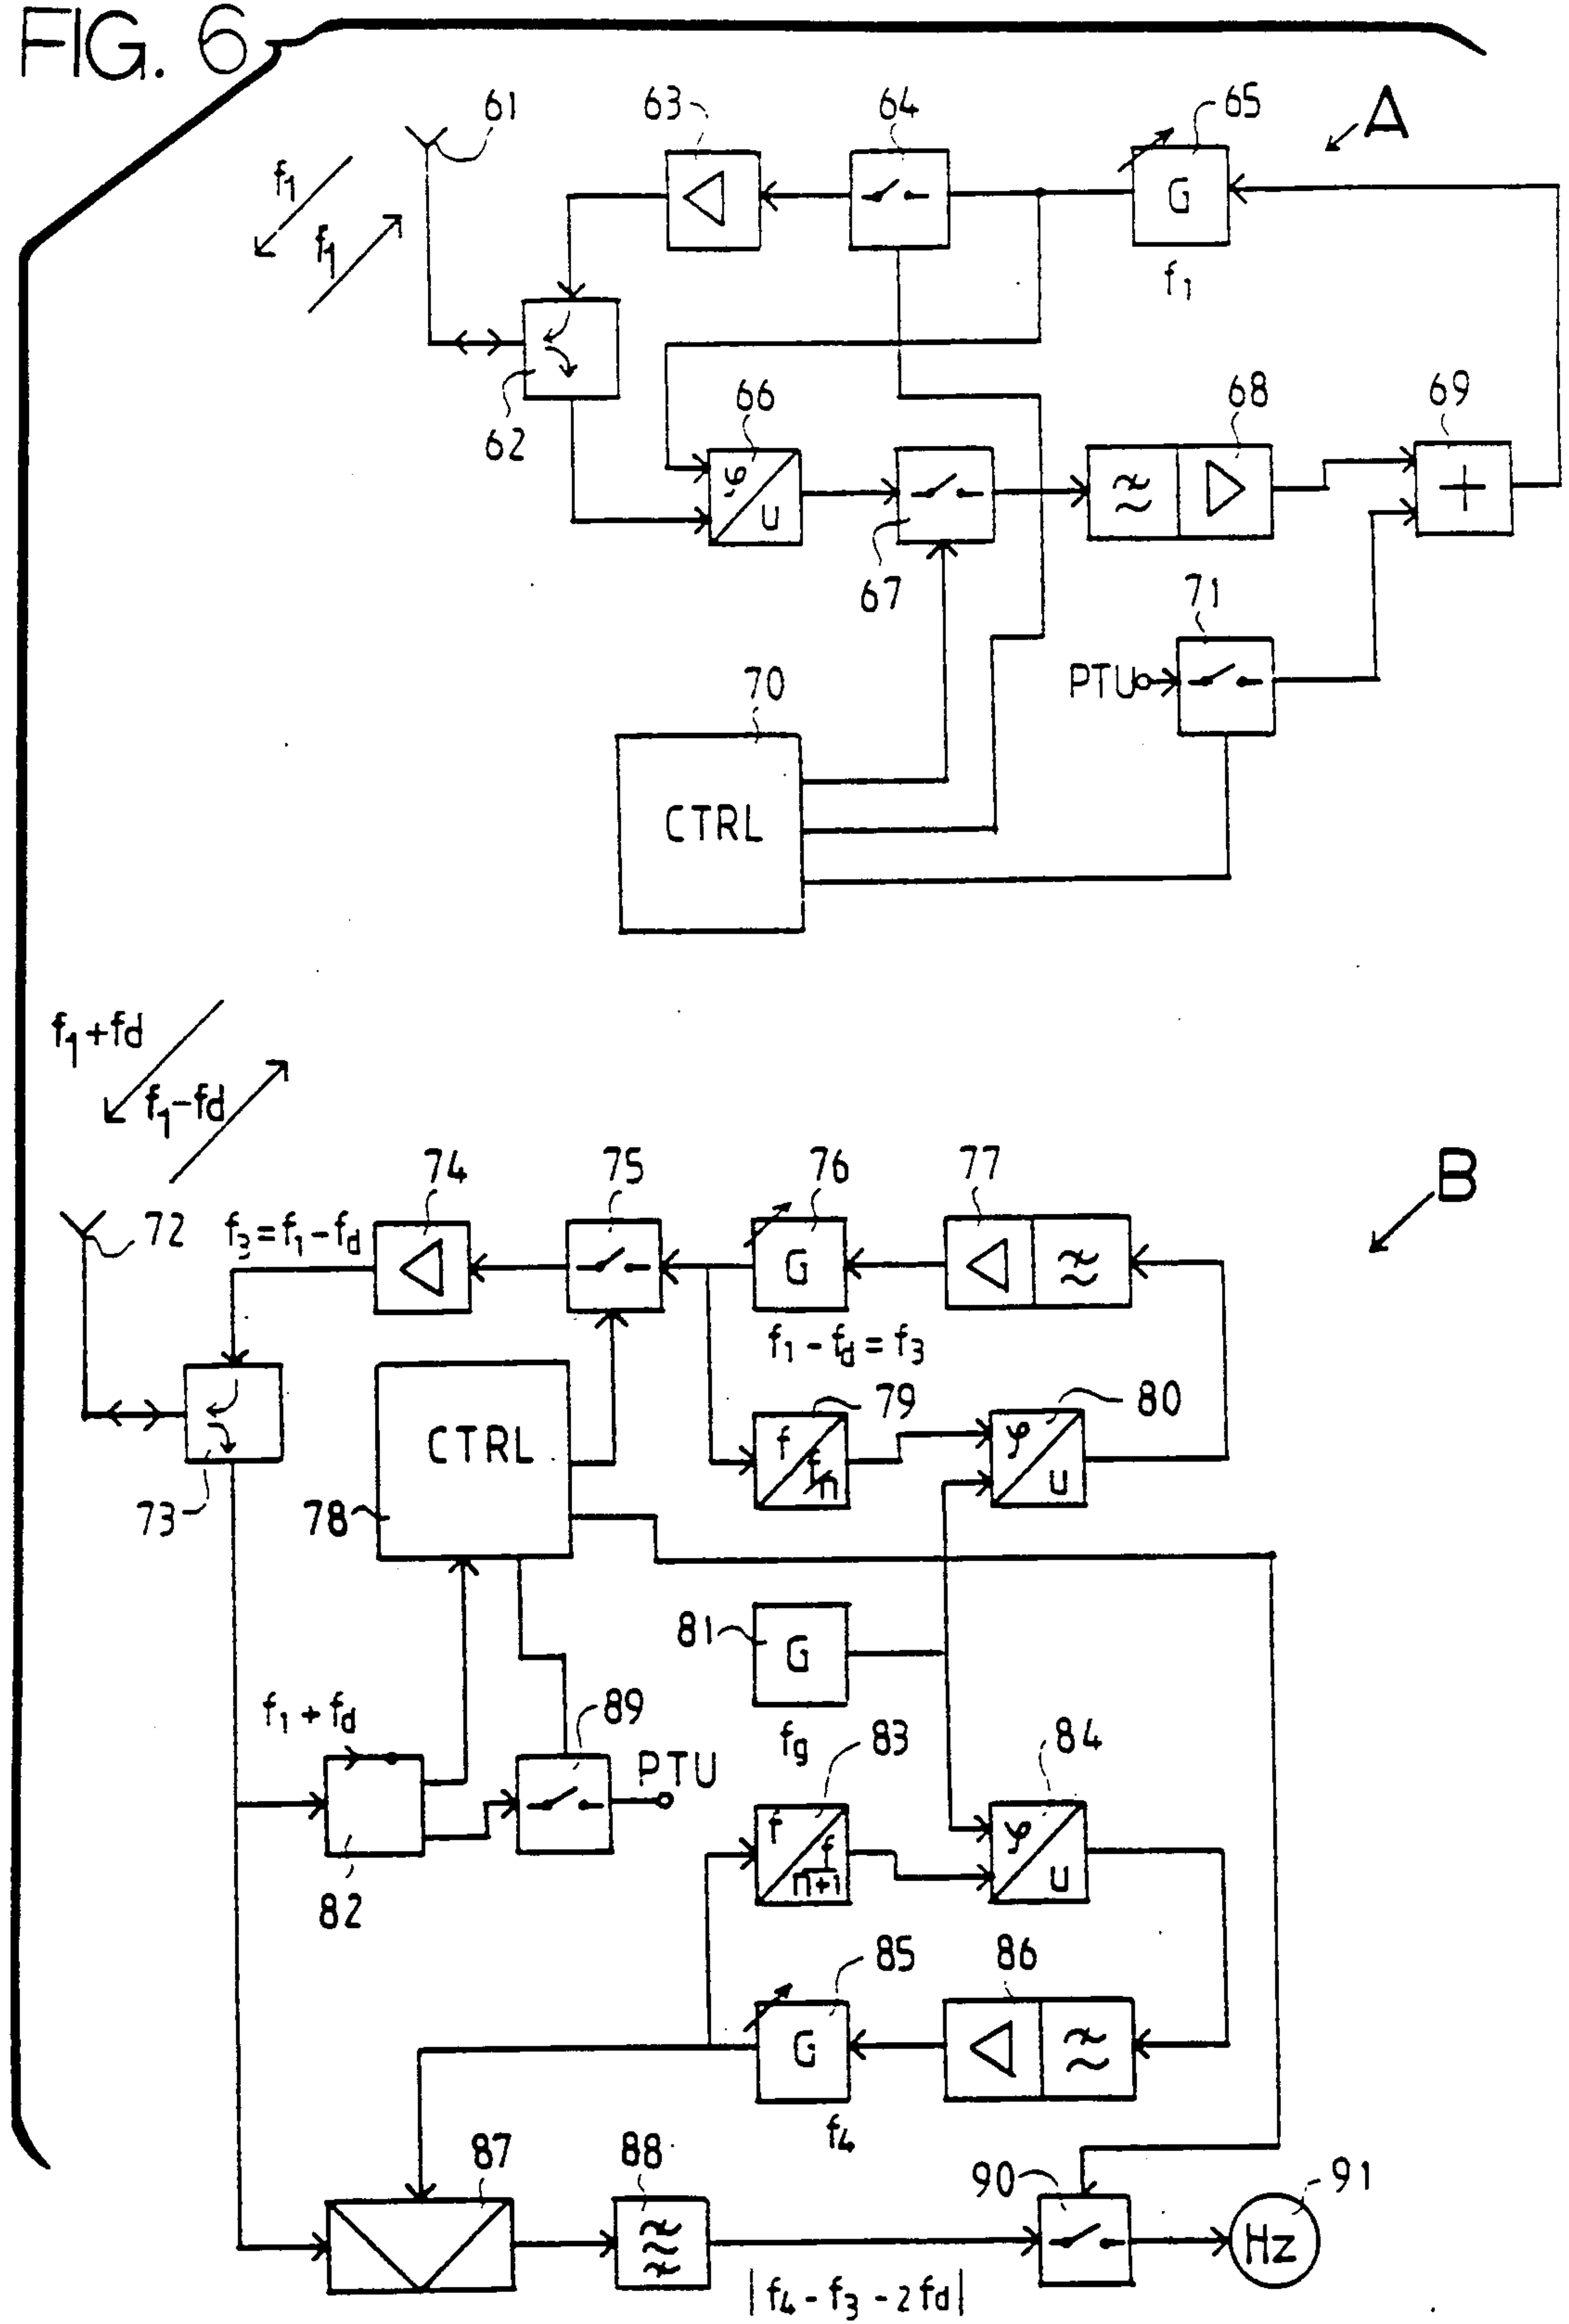 FIG. 6
61
63
64
65
A
f1
f1
G
f1
62
66
φ
U
67
68
69
+
71
PTU
70
CTRL
f1+fd
f1-fd
B
72
f3=f1-fd
74
75
76
77
G
f1-fd=f3
73
CTRL
78
79
f
f/n
80
φ
U
81
G
fg
f1+fd
82
89
PTU
83
f
f/n+1
84
φ
U
85
G
86
f4
87
88
90
91
Hz
|f4-f3-2fd|